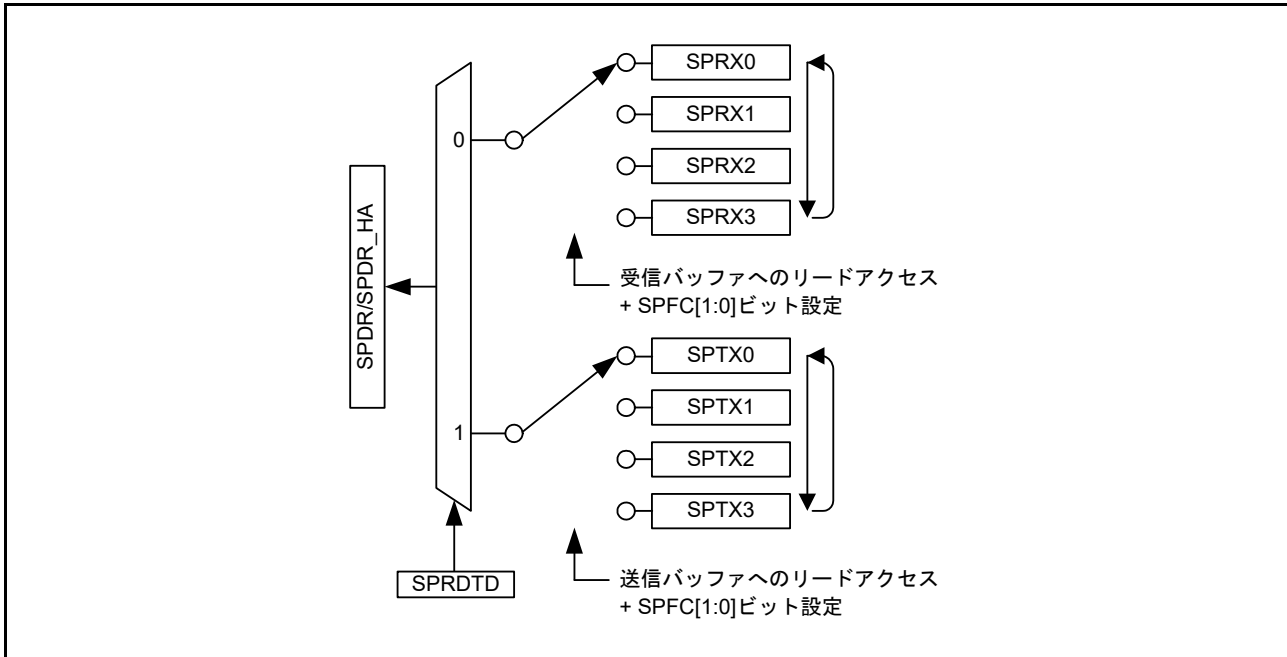 SPRX0
SPRX1
SPRX2
SPRX3
0
SPDR/SPDR_HA
受信バッファへのリードアクセス
+ SPFC[1:0]ビット設定
SPTX0
SPTX1
SPTX2
SPTX3
1
SPRDTD
送信バッファへのリードアクセス
+ SPFC[1:0]ビット設定